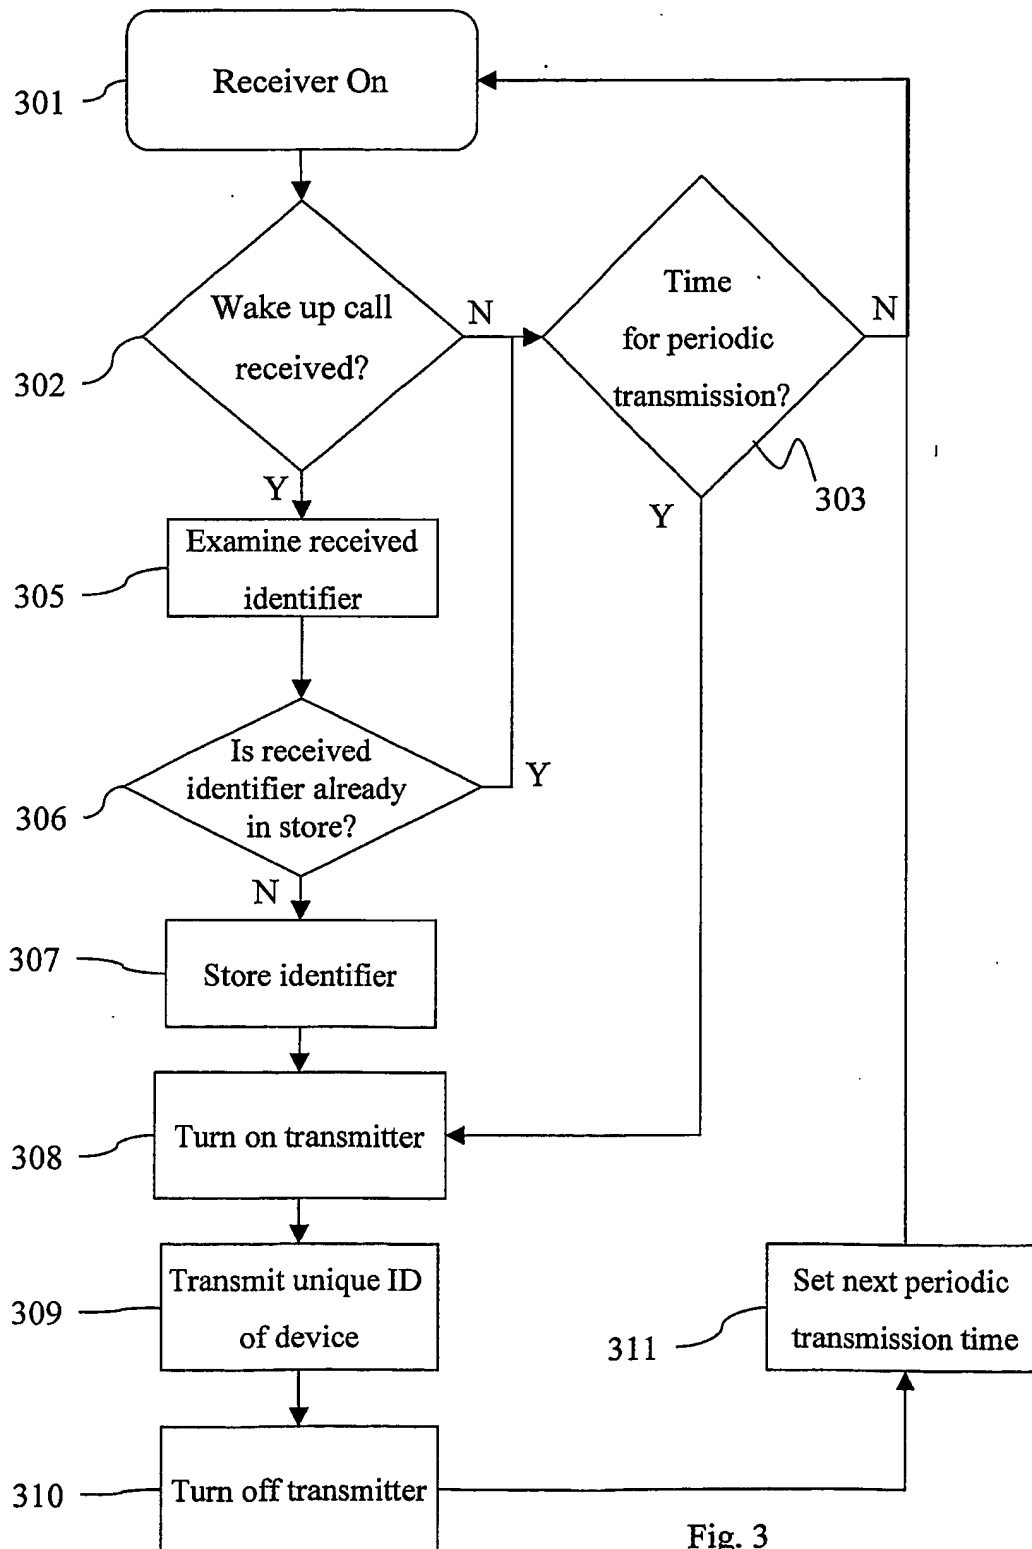 Receiver On
301
Wake up call
received?
302
N
Time
for periodic
transmission?
N
303
Y
Y
Examine received
identifier
305
Is received
identifier already
in store?
306
Y
N
307
Store identifier
Turn on transmitter
308
Transmit unique ID
of device
309
Set next periodic
transmission time
311
Turn off transmitter
310
Fig. 3